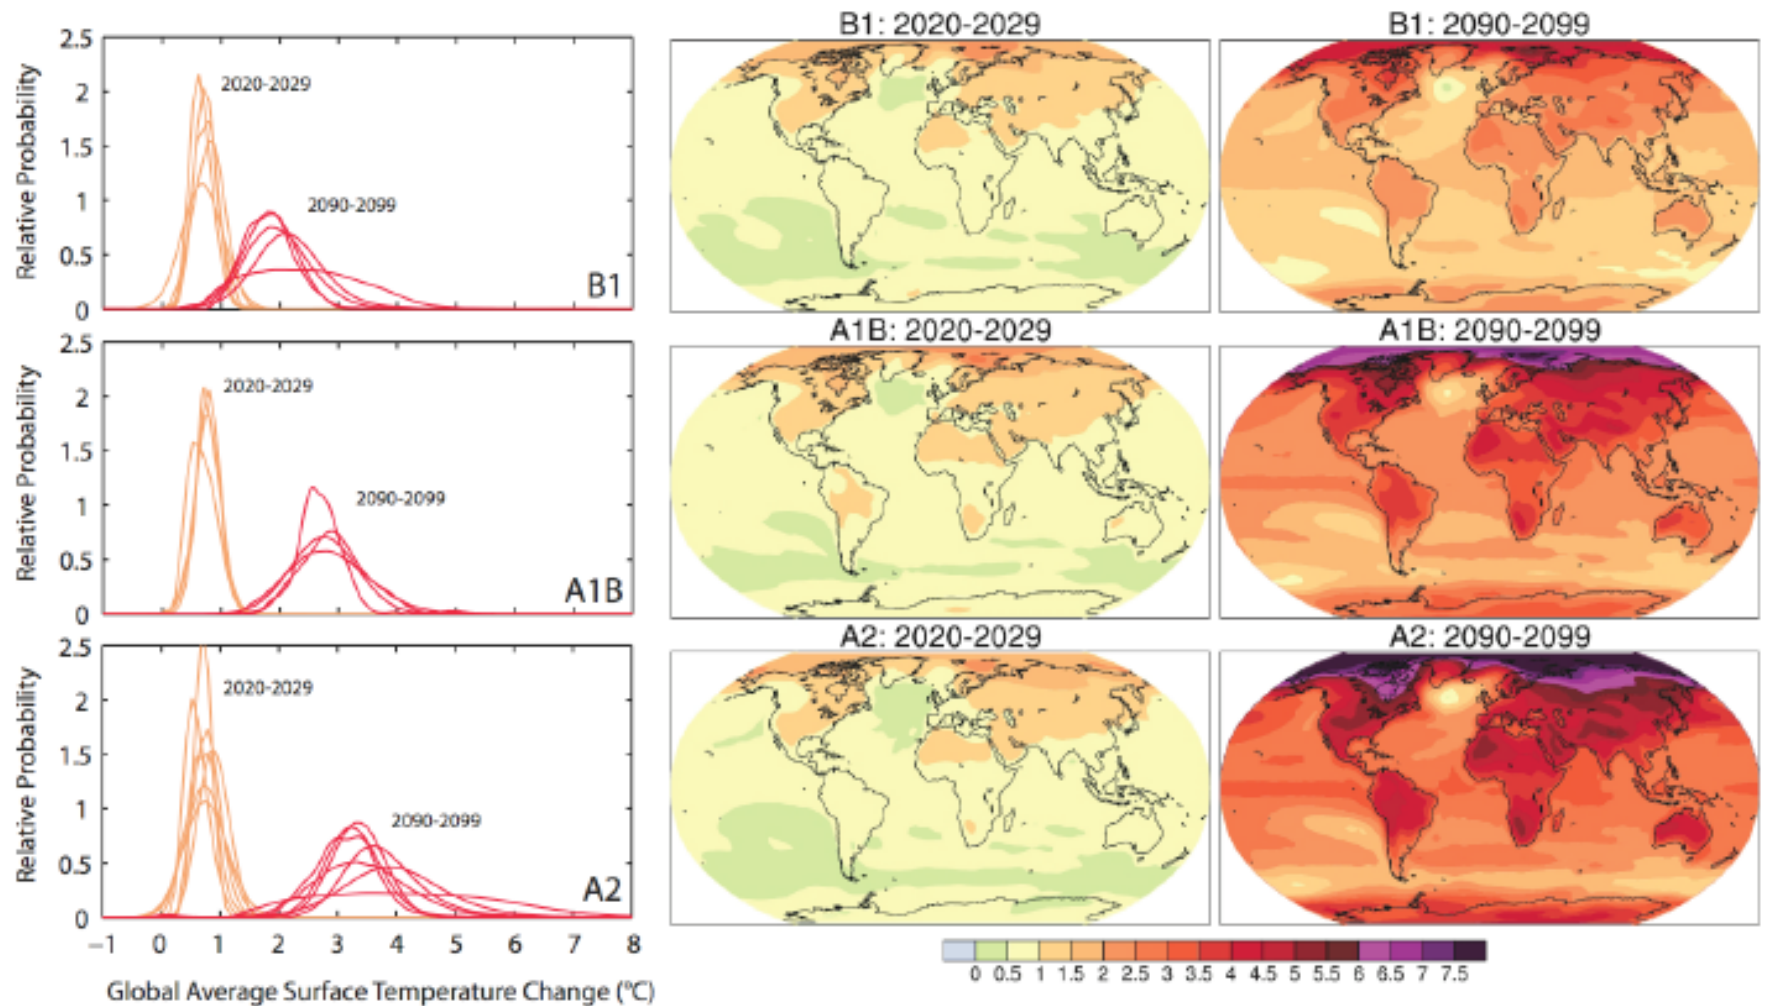 B1: 2020-2029
B1: 2090-2099
2.5
2
1.5
1
0.5
0
Relative Probability
2020-2029
2090-2099
B1
A1B: 2020-2029
A1B: 2090-2099
2.5
2
1.5
1
0.5
0
Relative Probability
2020-2029
2090-2099
A1B
A2: 2020-2029
A2: 2090-2099
2.5
2
1.5
1
0.5
0
Relative Probability
2020-2029
2090-2099
A2
−1 0 1 2 3 4 5 6 7 8
Global Average Surface Temperature Change (°C)
0 0.5 1 1.5 2 2.5 3 3.5 4 4.5 5 5.5 6 6.5 7 7.5